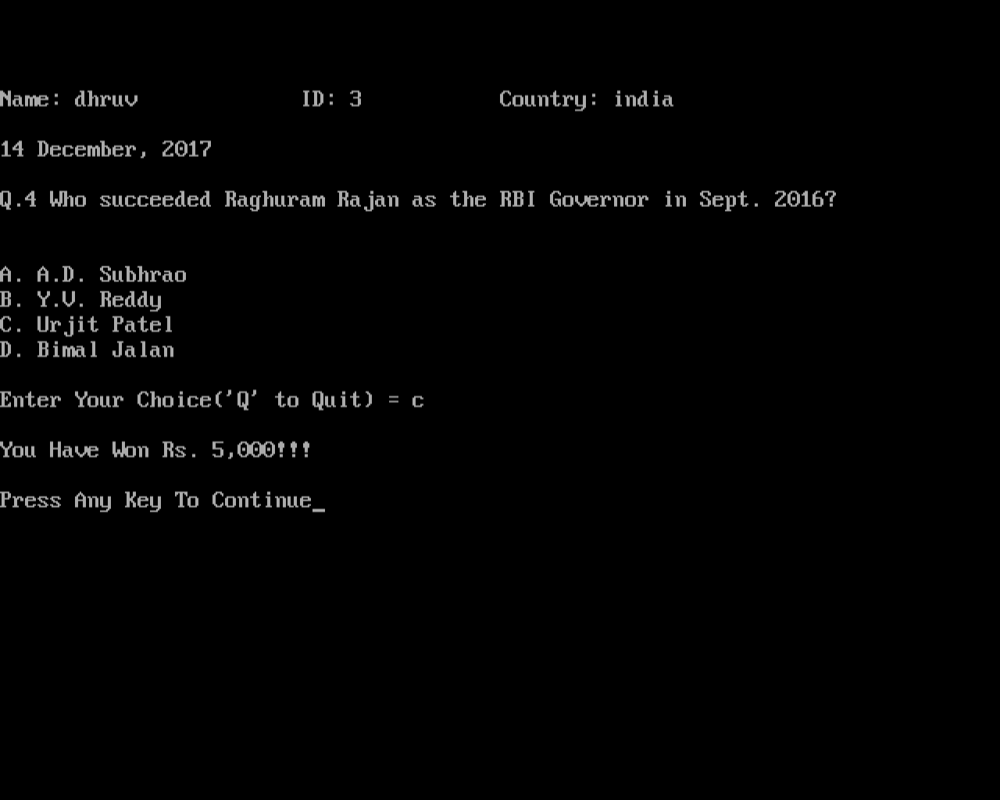 Name: dhruv ID: 3 Country: india
14 December, 2017
Q.4 Who succeeded Raghuram Rajan as the RBI Governor in Sept. 2016?
A. A.D. Subhrao
B. Y.V. Reddy
C. Urjit Patel
D. Bimal Jalan
Enter Your Choice('Q' to Quit) = c
You Have Won Rs. 5,000!!!
Press Any Key To Continue_